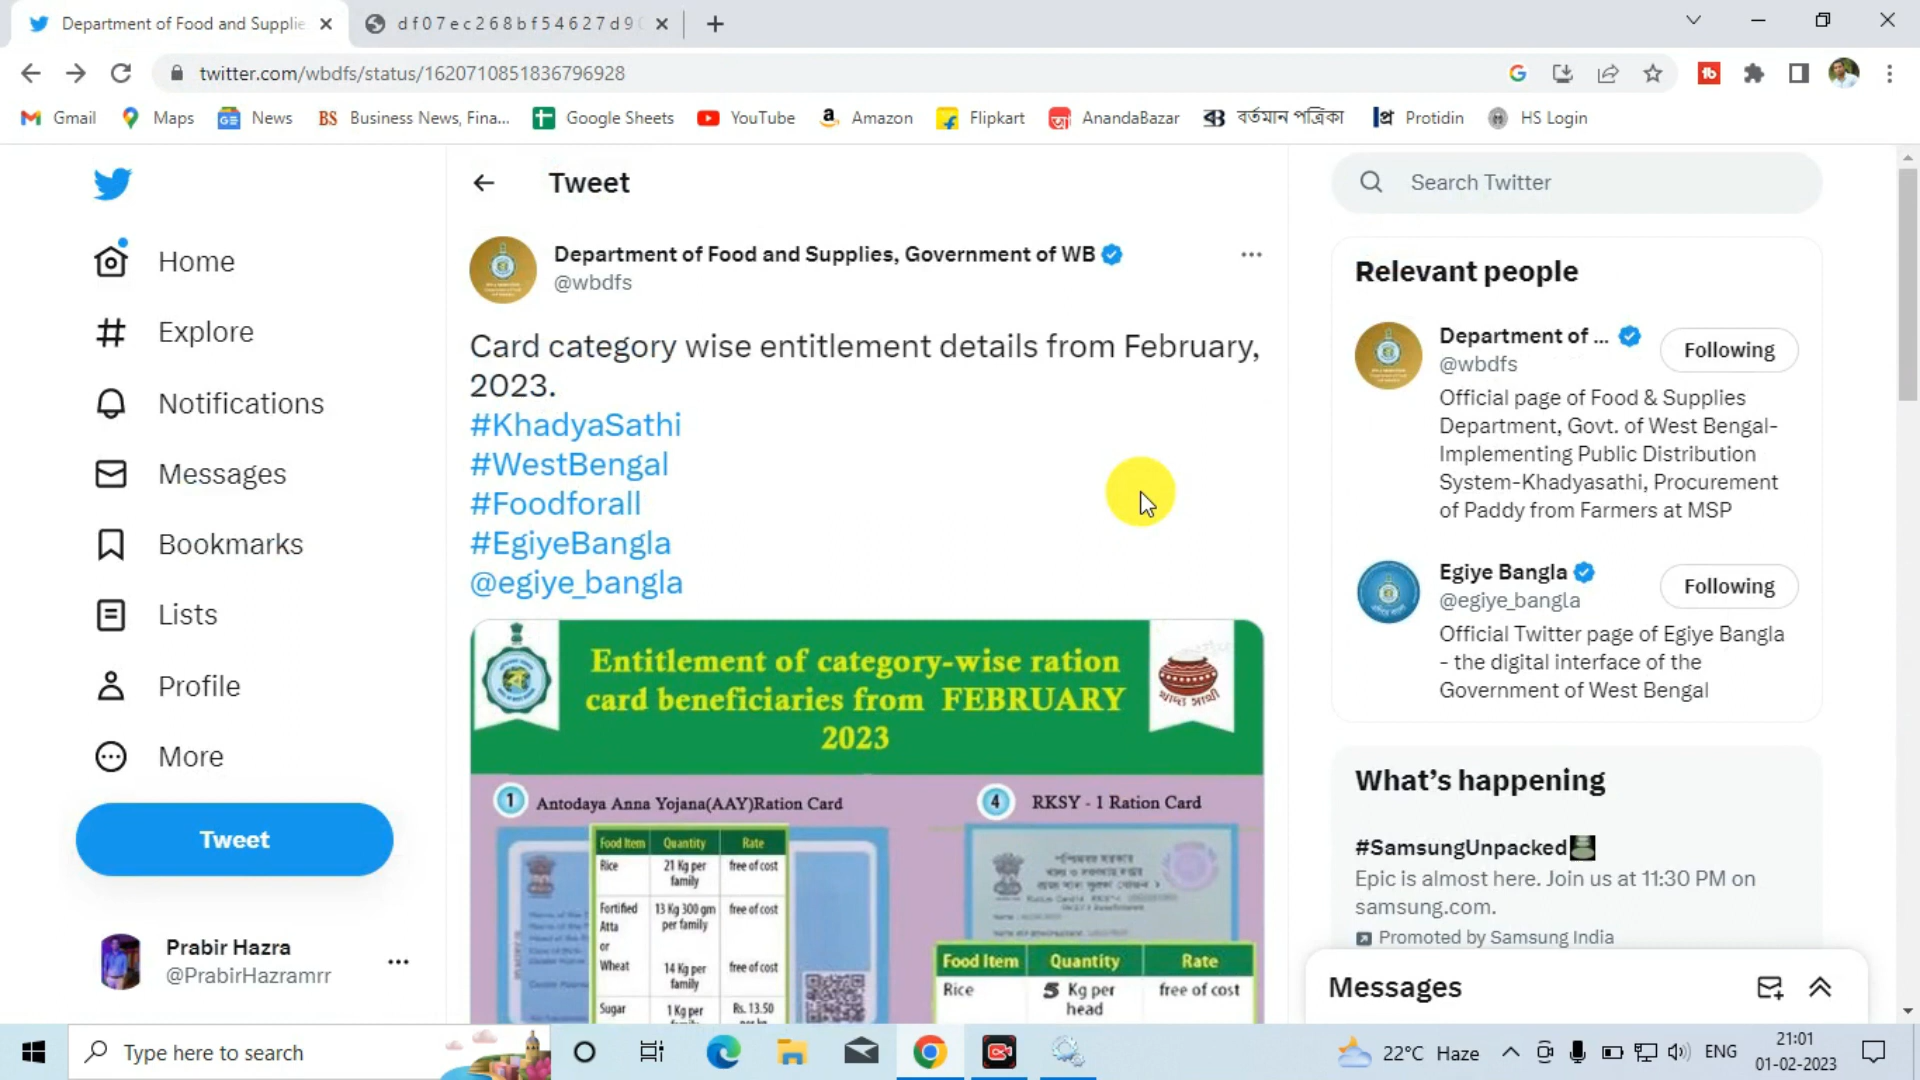 Department of Food and Supplie
df07ec268bf54627d90
twitter.com/wbdfs/status/1620710851836796928
Gmail
Maps
News
BS Business News, Fina...
Google Sheets
YouTube
Amazon
Flipkart
AnandaBazar
বর্তমান পত্রিকা
Protidin
HS Login
Home
Explore
Notifications
Messages
Bookmarks
Lists
Profile
More
Tweet
Prabir Hazra
@PrabirHazramrr
Tweet
Department of Food and Supplies, Government of WB
@wbdfs
Card category wise entitlement details from February,
2023.
#KhadyaSathi
#WestBengal
#Foodforall
#EgiyeBangla
@egiye_bangla
Entitlement of category-wise ration
card beneficiaries from FEBRUARY
2023
খাদ্য সাথী
1 Antodaya Anna Yojana(AAY)Ration Card
Food Item Quantity Rate
Rice 21 Kg per family free of cost
Fortified Atta 13 Kg 300 gm per family free of cost
or
Wheat 14 Kg per family free of cost
Sugar 1 Kg per Rs. 13.50
4 RKSY - 1 Ration Card
পশ্চিমবঙ্গ সরকার
Food Item Quantity Rate
Rice 5 Kg per head free of cost
Search Twitter
Relevant people
Department of ...
@wbdfs
Following
Official page of Food & Supplies
Department, Govt. of West Bengal-
Implementing Public Distribution
System-Khadyasathi, Procurement
of Paddy from Farmers at MSP
Egiye Bangla
@egiye_bangla
Following
Official Twitter page of Egiye Bangla
- the digital interface of the
Government of West Bengal
What's happening
#SamsungUnpacked
Epic is almost here. Join us at 11:30 PM on
samsung.com.
Promoted by Samsung India
Messages
Type here to search
22°C Haze
ENG
21:01
01-02-2023